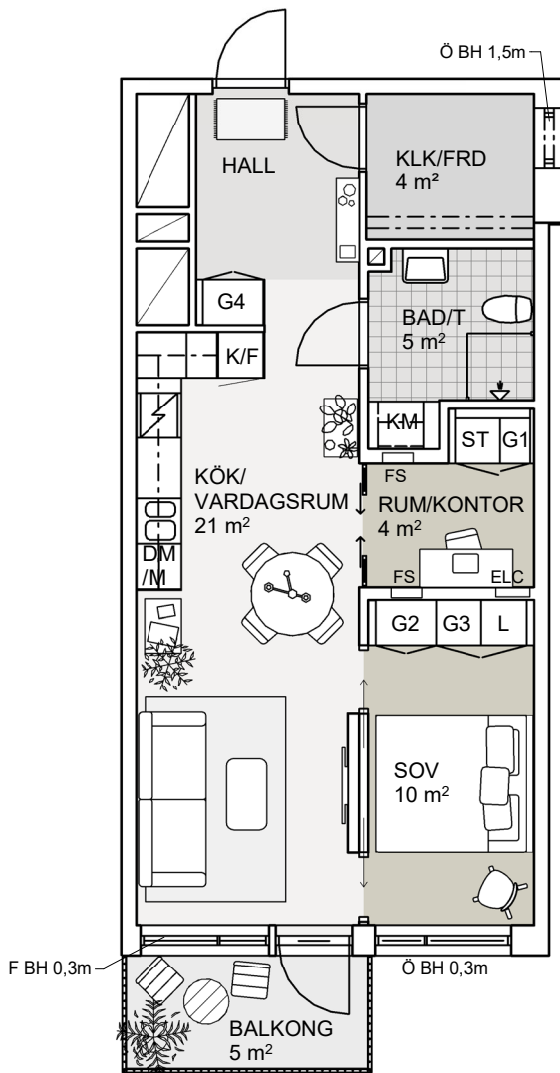 Ö BH 1,5m
HALL
KLK/FRD
4 m²
G4
BAD/T
5 m²
K/F
KM
ST
G1
FS
KÖK/
VARDAGSRUM
21 m²
RUM/KONTOR
4 m²
DM
/M
FS
ELC
G2
G3
L
SOV
10 m²
F BH 0,3m
Ö BH 0,3m
BALKONG
5 m²